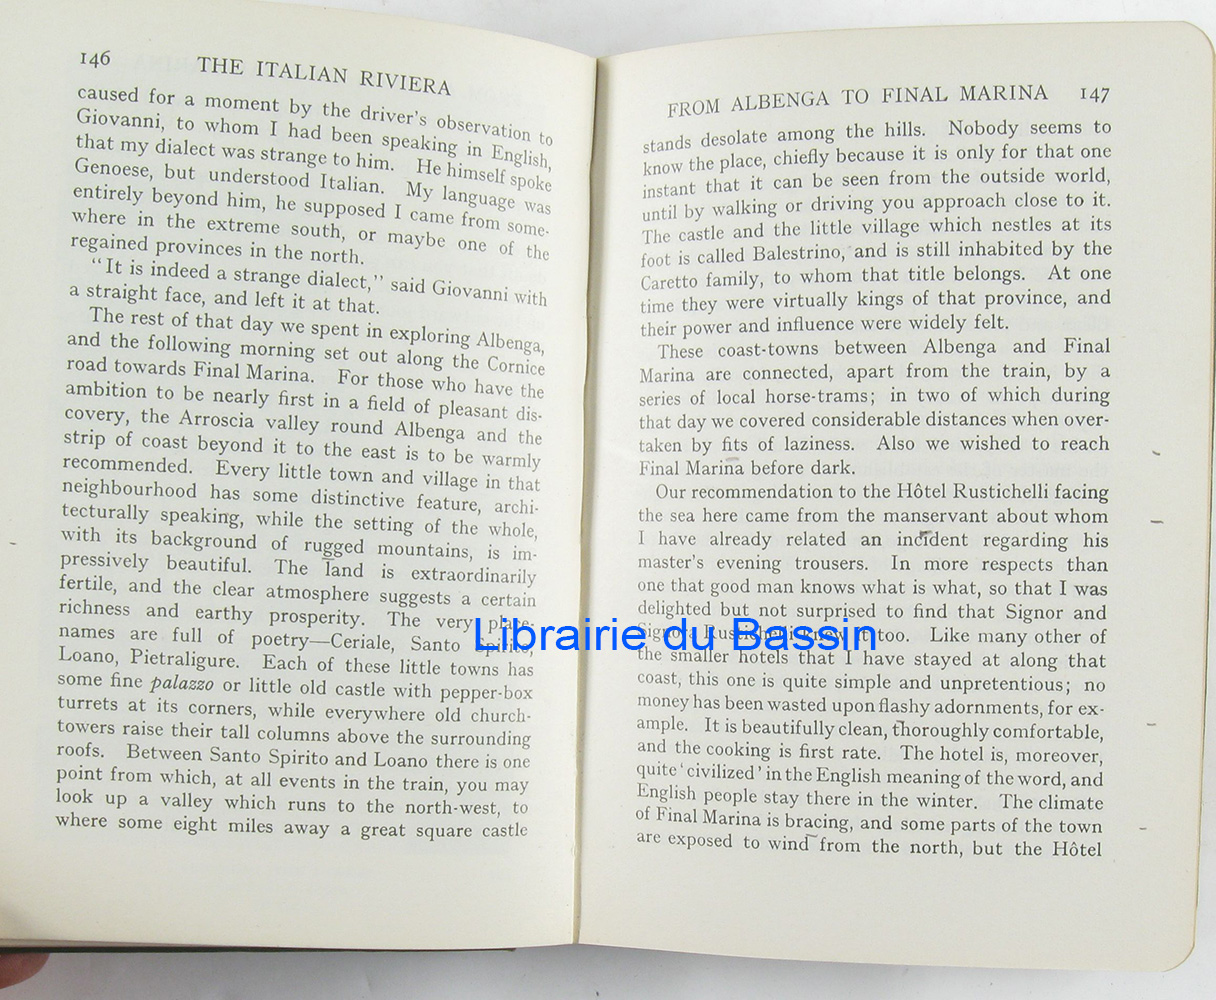 146 THE ITALIAN RIVIERA
caused for a moment by the driver's observation to
Giovanni, to whom I had been speaking in English,
that my dialect was strange to him. He himself spoke
Genoese, but understood Italian. My language was
entirely beyond him, he supposed I came from some-
where in the extreme south, or maybe one of the
regained provinces in the north.
"It is indeed a strange dialect," said Giovanni with
a straight face, and left it at that.
The rest of that day we spent in exploring Albenga,
and the following morning set out along the Cornice
road towards Final Marina. For those who have the
ambition to be nearly first in a field of pleasant dis-
covery, the Arroscia valley round Albenga and the
strip of coast beyond it to the east is to be warmly
recommended. Every little town and village in that
neighbourhood has some distinctive feature, archi-
tecturally speaking, while the setting of the whole,
with its background of rugged mountains, is im-
pressively beautiful. The land is extraordinarily
fertile, and the clear atmosphere suggests a certain
richness and earthy prosperity. The very place-
names are full of poetry—Ceriale, Santo Spirito,
Loano, Pietraligure. Each of these little towns has
some fine palazzo or little old castle with pepper-box
turrets at its corners, while everywhere old church-
towers raise their tall columns above the surrounding
roofs. Between Santo Spirito and Loano there is one
point from which, at all events in the train, you may
look up a valley which runs to the north-west, to
where some eight miles away a great square castle
FROM ALBENGA TO FINAL MARINA 147
stands desolate among the hills. Nobody seems to
know the place, chiefly because it is only for that one
instant that it can be seen from the outside world,
until by walking or driving you approach close to it.
The castle and the little village which nestles at its
foot is called Balestrino, and is still inhabited by the
Caretto family, to whom that title belongs. At one
time they were virtually kings of that province, and
their power and influence were widely felt.
These coast-towns between Albenga and Final
Marina are connected, apart from the train, by a
series of local horse-trams; in two of which during
that day we covered considerable distances when over-
taken by fits of laziness. Also we wished to reach
Final Marina before dark.
Our recommendation to the Hôtel Rustichelli facing
the sea here came from the manservant about whom
I have already related an incident regarding his
master's evening trousers. In more respects than
one that good man knows what is what, so that I was
delighted but not surprised to find that Signor and
Signora Rustichelli knew it too. Like many other of
the smaller hotels that I have stayed at along that
coast, this one is quite simple and unpretentious; no
money has been wasted upon flashy adornments, for ex-
ample. It is beautifully clean, thoroughly comfortable,
and the cooking is first rate. The hotel is, moreover,
quite 'civilized' in the English meaning of the word, and
English people stay there in the winter. The climate
of Final Marina is bracing, and some parts of the town
are exposed to wind from the north, but the Hôtel
Librairie du Bassin